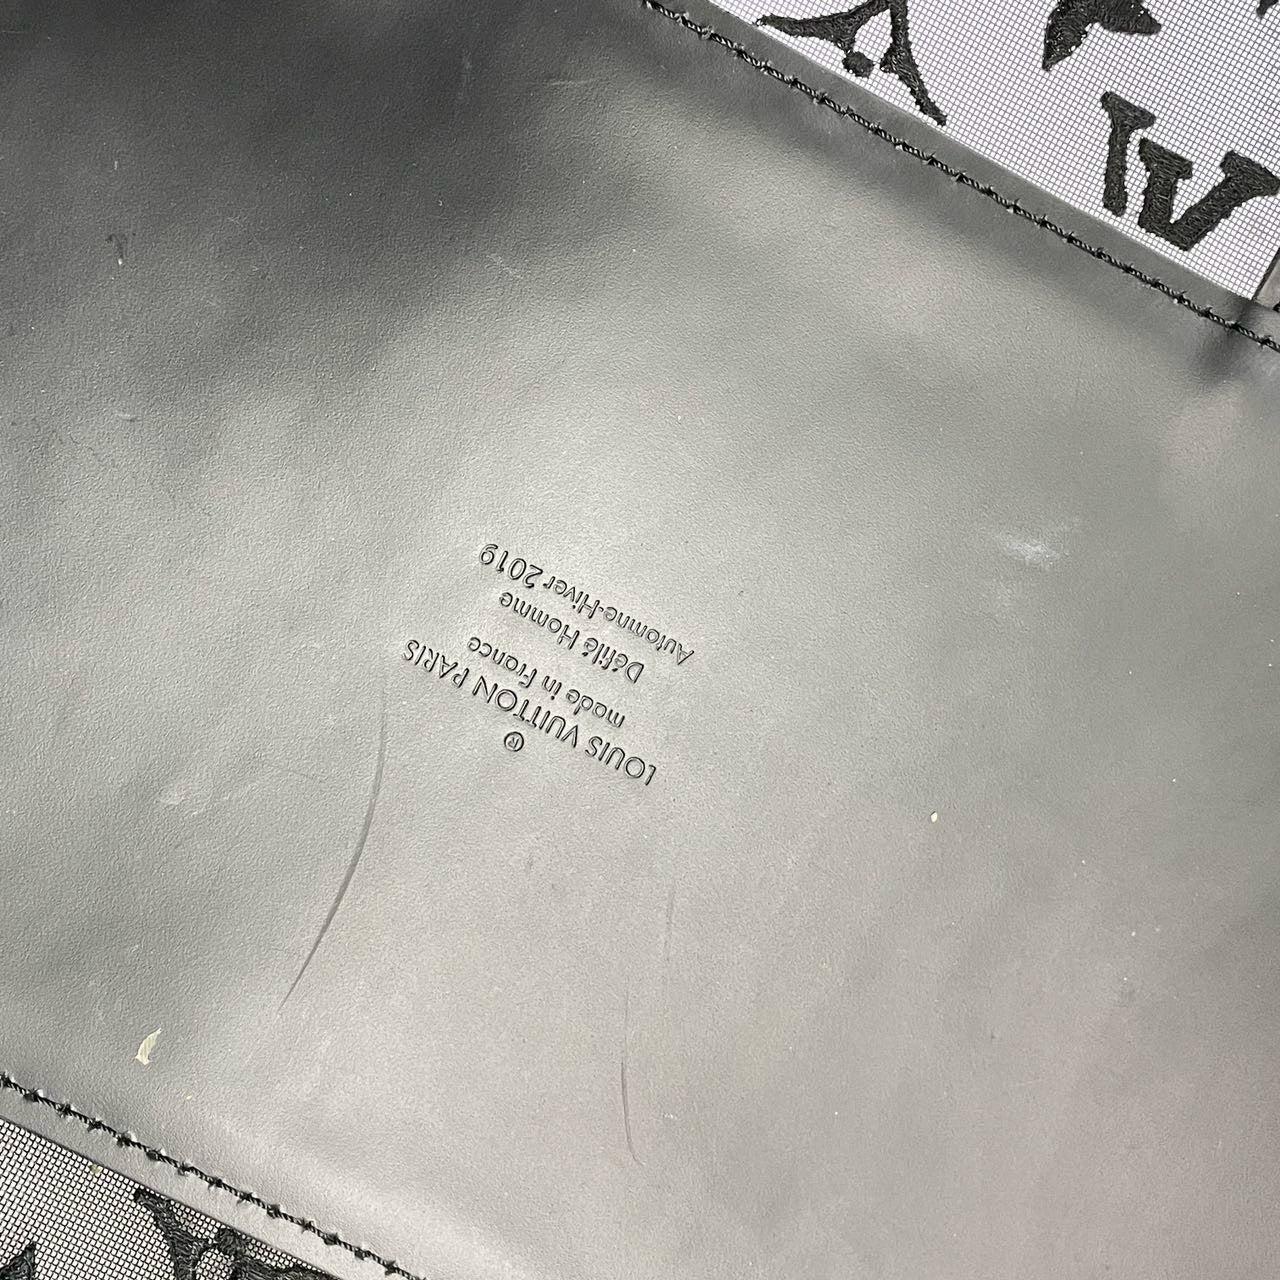 LOUIS VUITTON PARIS
®
made in France
Défilé Homme
Automne-Hiver 2019